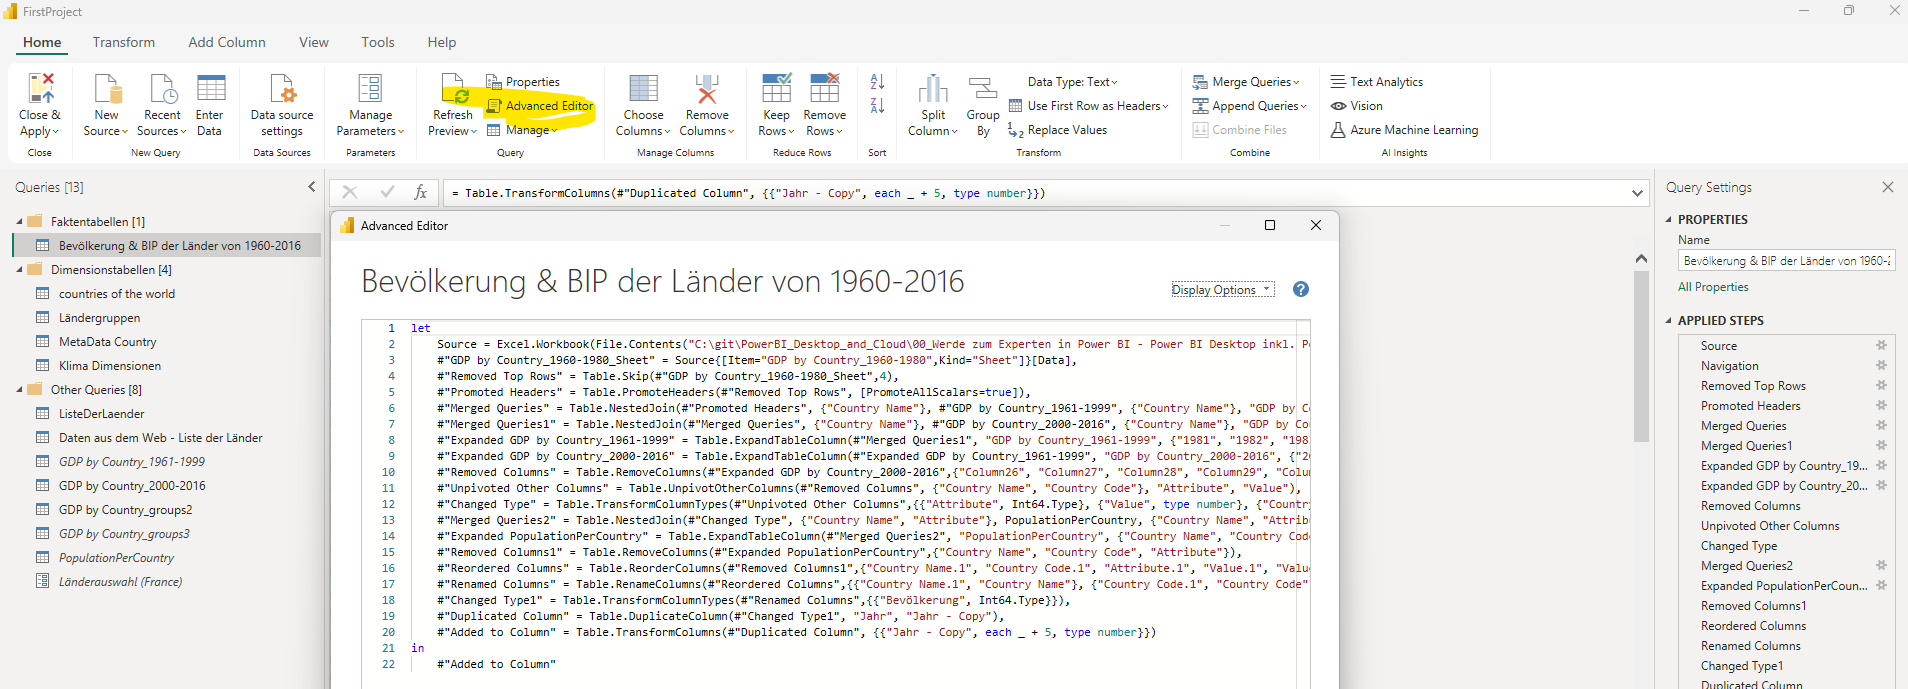 FirstProject
Home Transform Add Column View Tools Help
Close & Apply
New Source
Recent Sources
Enter Data
Data source settings
Manage Parameters
Refresh Preview
Properties
Advanced Editor
Manage
Choose Columns
Remove Columns
Keep Rows
Remove Rows
Split Column
Group By
Data Type: Text
Use First Row as Headers
Replace Values
Merge Queries
Append Queries
Combine Files
Text Analytics
Vision
Azure Machine Learning
Close
New Query
Data Sources
Parameters
Query
Manage Columns
Reduce Rows
Sort
Transform
Combine
AI Insights
Queries [13]
Faktentabellen [1]
Bevölkerung & BIP der Länder von 1960-2016
Dimensionstabellen [4]
countries of the world
Ländergruppen
MetaData Country
Klima Dimensionen
Other Queries [8]
ListeDerLaender
Daten aus dem Web - Liste der Länder
GDP by Country_1961-1999
GDP by Country_2000-2016
GDP by Country_groups2
GDP by Country_groups3
PopulationPerCountry
Länderauswahl (France)
fx
= Table.TransformColumns(#"Duplicated Column", {{"Jahr - Copy", each _ + 5, type number}})
Advanced Editor
Bevölkerung & BIP der Länder von 1960-2016
Display Options
?
1 let
2 Source = Excel.Workbook(File.Contents("C:\git\PowerBI_Desktop_and_Cloud\00_Werde zum Experten in Power BI - Power BI Desktop inkl.
3 #"GDP by Country_1960-1980_Sheet" = Source{[Item="GDP by Country_1960-1980",Kind="Sheet"]}[Data],
4 #"Removed Top Rows" = Table.Skip(#"GDP by Country_1960-1980_Sheet",4),
5 #"Promoted Headers" = Table.PromoteHeaders(#"Removed Top Rows", [PromoteAllScalars=true]),
6 #"Merged Queries" = Table.NestedJoin(#"Promoted Headers", {"Country Name"}, #"GDP by Country_1961-1999", {"Country Name"}, "GDP by
7 #"Merged Queries1" = Table.NestedJoin(#"Merged Queries", {"Country Name"}, #"GDP by Country_2000-2016", {"Country Name"}, "GDP by
8 #"Expanded GDP by Country_1961-1999" = Table.ExpandTableColumn(#"Merged Queries1", "GDP by Country_1961-1999", {"1981", "1982", "198
9 #"Expanded GDP by Country_2000-2016" = Table.ExpandTableColumn(#"Expanded GDP by Country_1961-1999", "GDP by Country_2000-2016", {"2
10 #"Removed Columns" = Table.RemoveColumns(#"Expanded GDP by Country_2000-2016",{"Column26", "Column27", "Column28", "Column29", "Colu
11 #"Unpivoted Other Columns" = Table.UnpivotOtherColumns(#"Removed Columns", {"Country Name", "Country Code"}, "Attribute", "Value"),
12 #"Changed Type" = Table.TransformColumnTypes(#"Unpivoted Other Columns",{{"Attribute", Int64.Type}, {"Value", type number}, {"Countr
13 #"Merged Queries2" = Table.NestedJoin(#"Changed Type", {"Country Name", "Attribute"}, PopulationPerCountry, {"Country Name", "Attrib
14 #"Expanded PopulationPerCountry" = Table.ExpandTableColumn(#"Merged Queries2", "PopulationPerCountry", {"Country Name", "Country Cod
15 #"Removed Columns1" = Table.RemoveColumns(#"Expanded PopulationPerCountry",{"Country Name", "Country Code", "Attribute"}),
16 #"Reordered Columns" = Table.ReorderColumns(#"Removed Columns1",{"Country Name.1", "Country Code.1", "Attribute.1", "Value.1", "Valu
17 #"Renamed Columns" = Table.RenameColumns(#"Reordered Columns",{{"Country Name.1", "Country Name"}, {"Country Code.1", "Country Code"
18 #"Changed Type1" = Table.TransformColumnTypes(#"Renamed Columns",{{"Bevölkerung", Int64.Type}}),
19 #"Duplicated Column" = Table.DuplicateColumn(#"Changed Type1", "Jahr", "Jahr - Copy"),
20 #"Added to Column" = Table.TransformColumns(#"Duplicated Column", {{"Jahr - Copy", each _ + 5, type number}})
21 in
22 #"Added to Column"
Query Settings
PROPERTIES
Name
Bevölkerung & BIP der Länder von 1960-
All Properties
APPLIED STEPS
Source
Navigation
Removed Top Rows
Promoted Headers
Merged Queries
Merged Queries1
Expanded GDP by Country_19...
Expanded GDP by Country_20...
Removed Columns
Unpivoted Other Columns
Changed Type
Merged Queries2
Expanded PopulationPerCoun...
Removed Columns1
Reordered Columns
Renamed Columns
Changed Type1
Duplicated Column